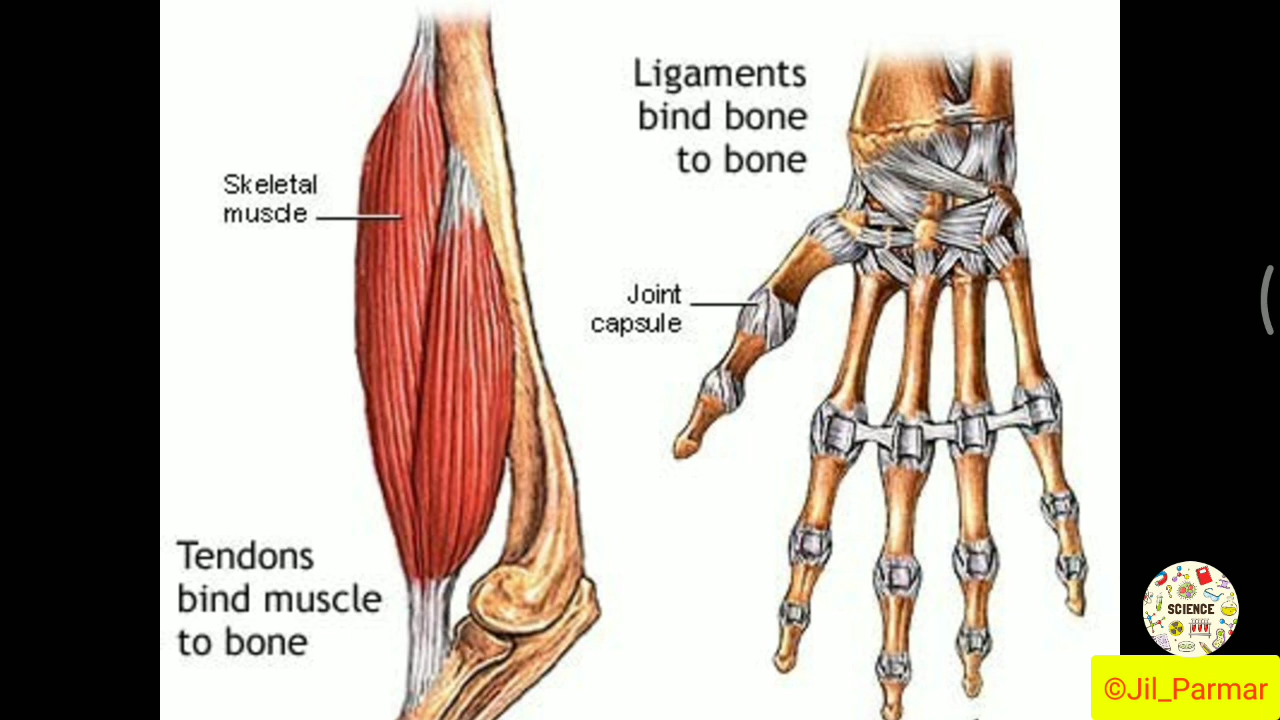 Skeletal
muscle
Tendons
bind muscle
to bone
Ligaments
bind bone
to bone
Joint
capsule
SCIENCE
©Jil_Parmar